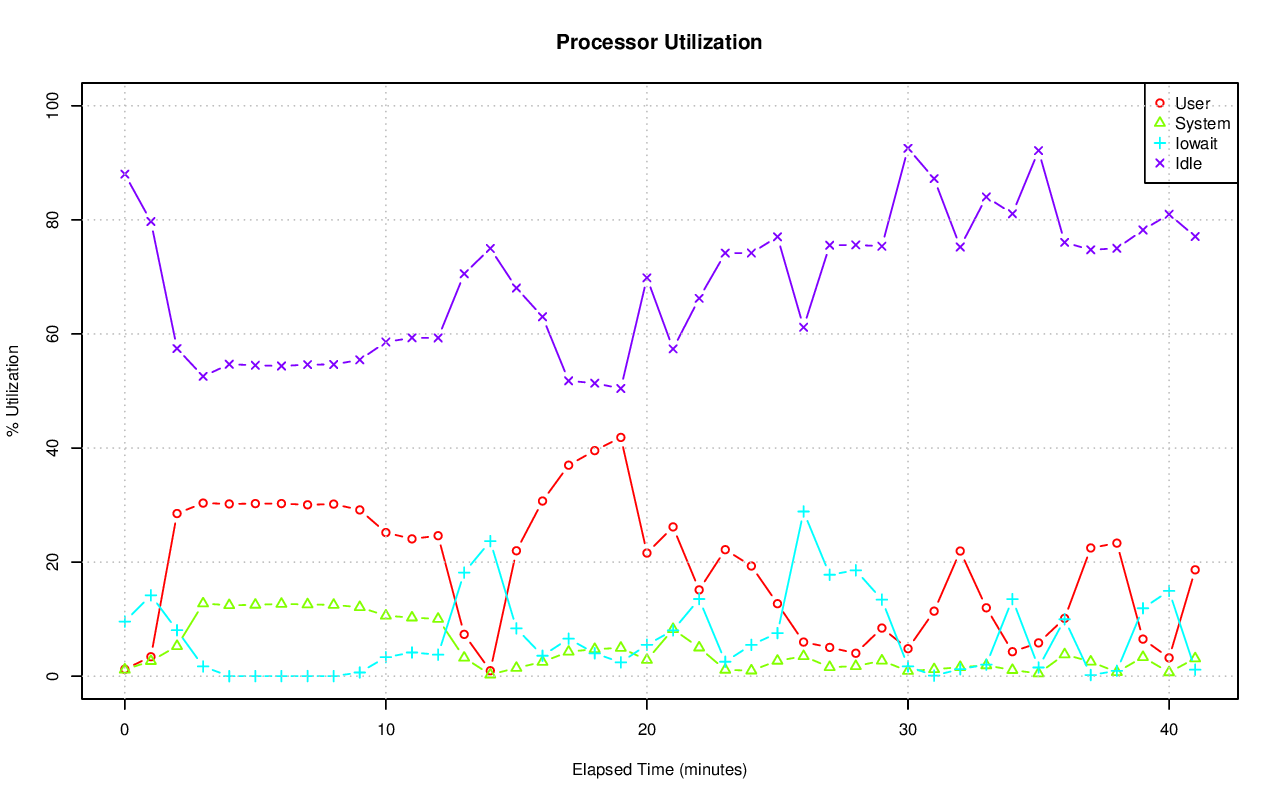 Processor Utilization
% Utilization
100
80
60
40
20
0
User
System
Iowait
Idle
0 10 20 30 40
Elapsed Time (minutes)